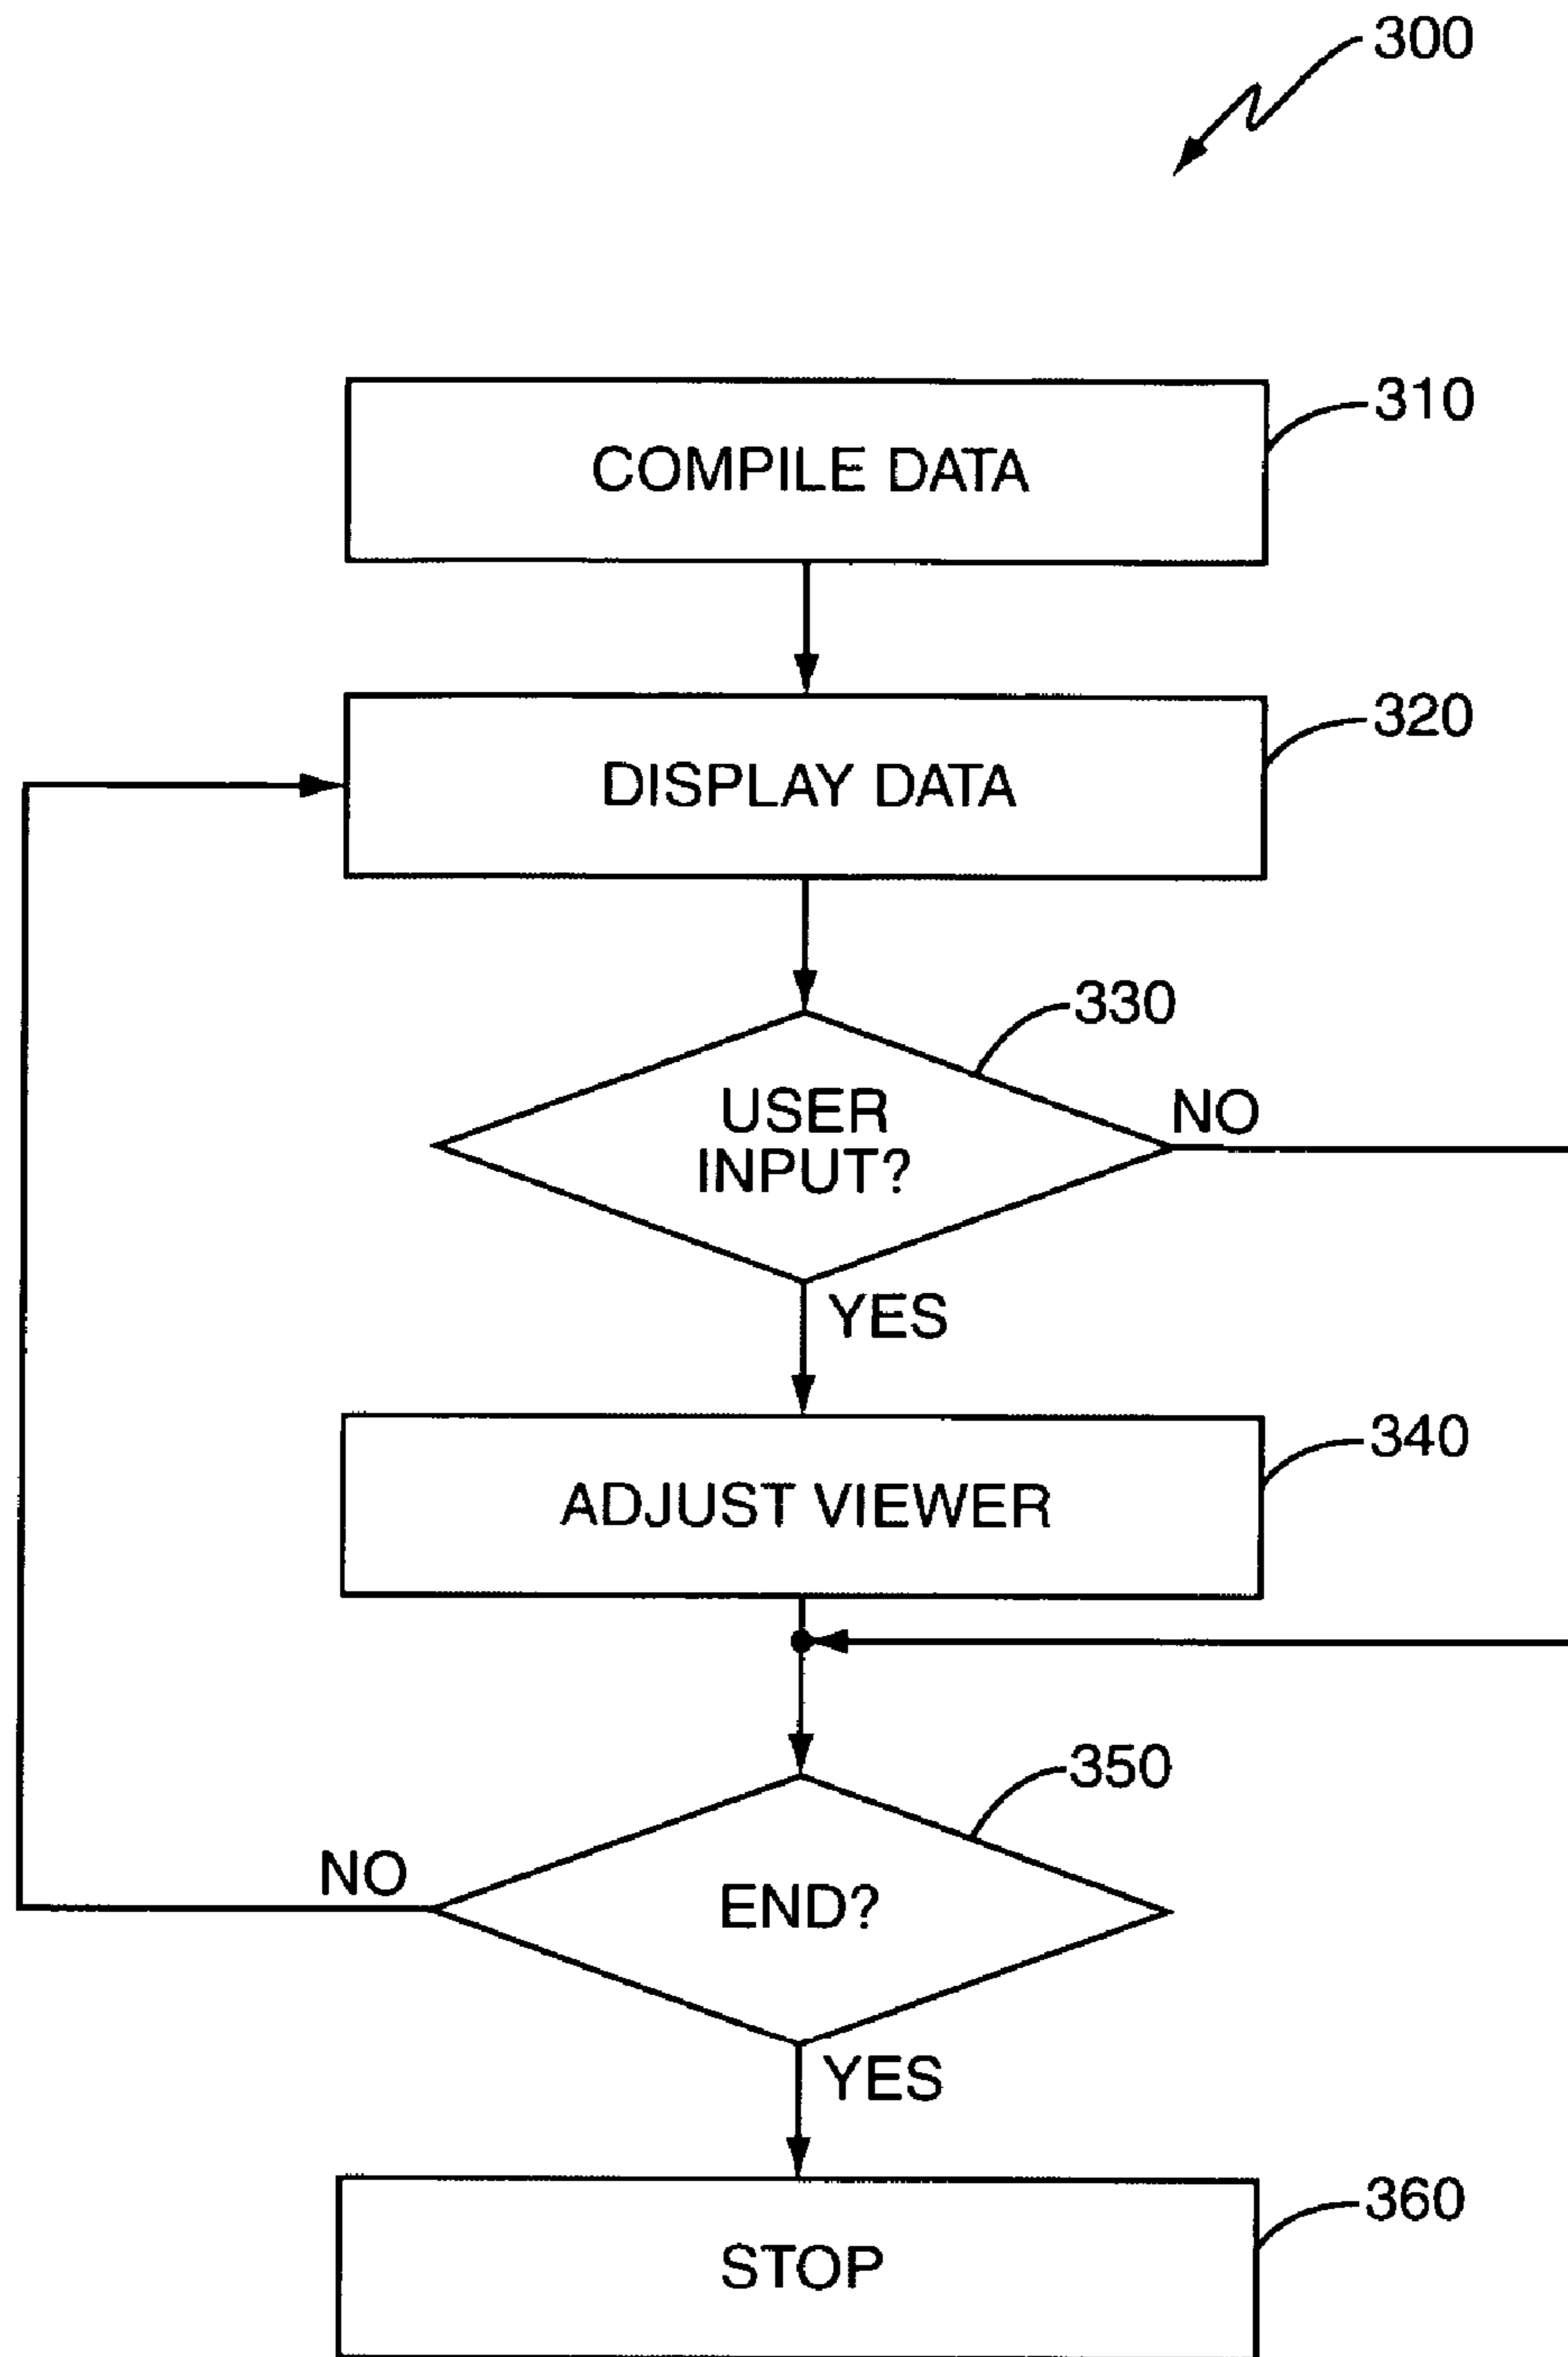 300
310
COMPILE DATA
320
DISPLAY DATA
330
USER
INPUT?
NO
YES
340
ADJUST VIEWER
350
END?
NO
YES
360
STOP